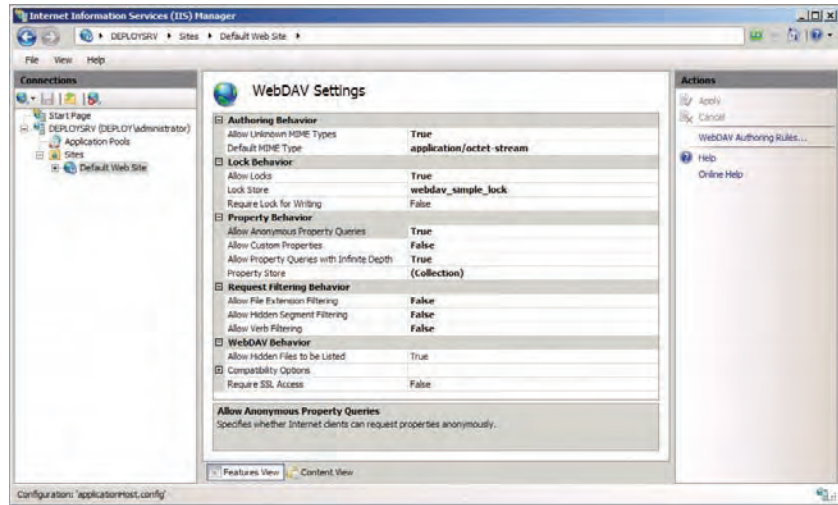 Internet Information Services (IIS) Manager
DEPLOYSRV Sites Default Web Site
File View Help
Connections
Start Page
DEPLOYSRV (DEPLOY\administrator)
Application Pools
Sites
Default Web Site
WebDAV Settings
Authoring Behavior
Allow Unknown MIME Types True
Default MIME Type application/octet-stream
Lock Behavior
Allow Locks True
Lock Store webdav_simple_lock
Require Lock for Writing False
Property Behavior
Allow Anonymous Property Queries True
Allow Custom Properties False
Allow Property Queries with Infinite Depth True
Property Store (Collection)
Request Filtering Behavior
Allow File Extension Filtering False
Allow Hidden Segment Filtering False
Allow Verb Filtering False
WebDAV Behavior
Allow Hidden Files to be Listed True
Compatibility Options
Require SSL Access False
Allow Anonymous Property Queries
Specifies whether Internet clients can request properties anonymously.
Features View Content View
Actions
Apply
Cancel
WebDAV Authoring Rules...
Help
Online Help
Configuration: 'applicationHost.config'